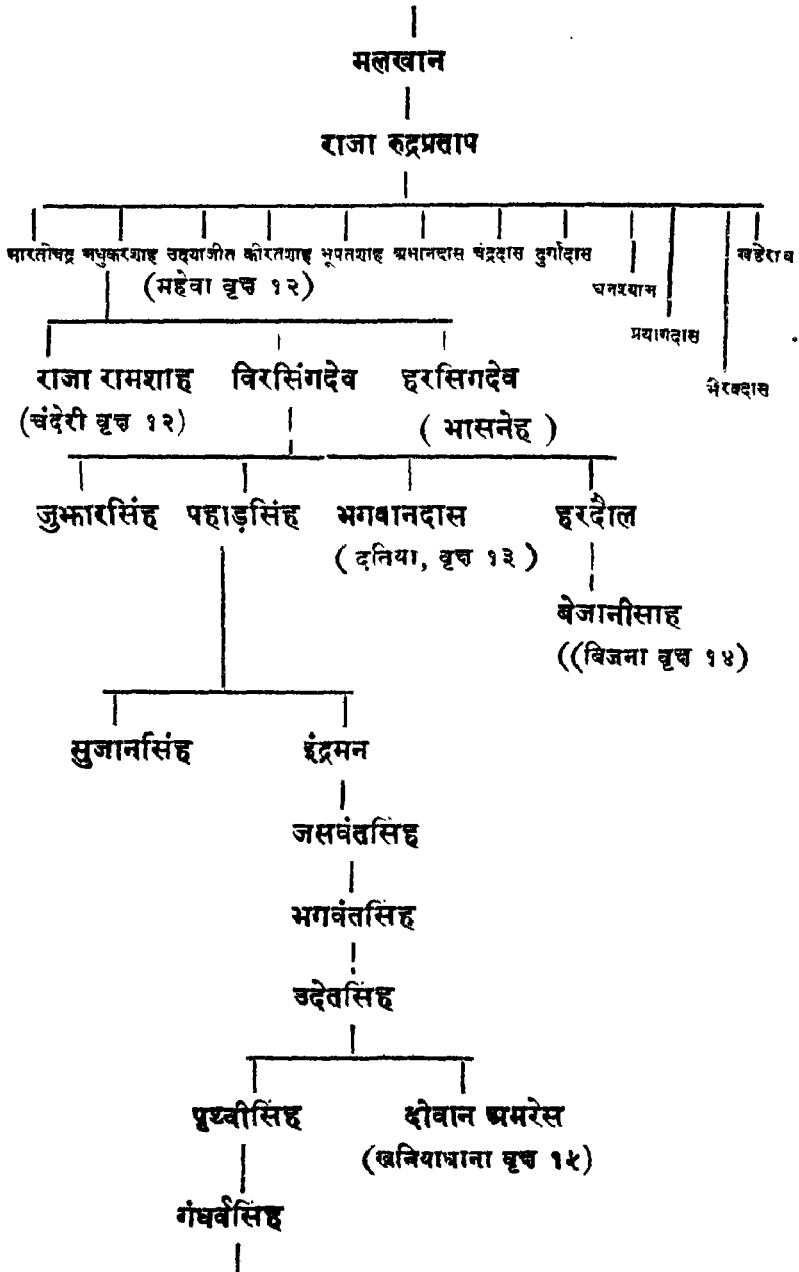 मलखान
राजा रुद्रप्रताप
भारतीचंद्र मधुकरशाह उदयाजीत कीरतशाह भूपतशाह अमानदास चंद्रदास दुर्गादास
घनश्याम
प्रयागदास
भैरवदास
खडेराव
(महेवा वृक्ष १२)
राजा रामशाह विरसिंगदेव हरसिंगदेव
(चंदेरी वृक्ष १२)
( भासनेह )
जुझारसिंह पहाड़सिंह भगवानदास हरदौल
( दतिया, वृक्ष १३ )
बेजानीसाह
((बिजना वृक्ष १४)
सुजानसिंह इंद्रमन
जसवंतसिंह
भगवंतसिंह
उदेतसिंह
पृथ्वीसिंह दीवान अमरेस
(खनियाधाना वृक्ष १५)
गंधर्वसिंह